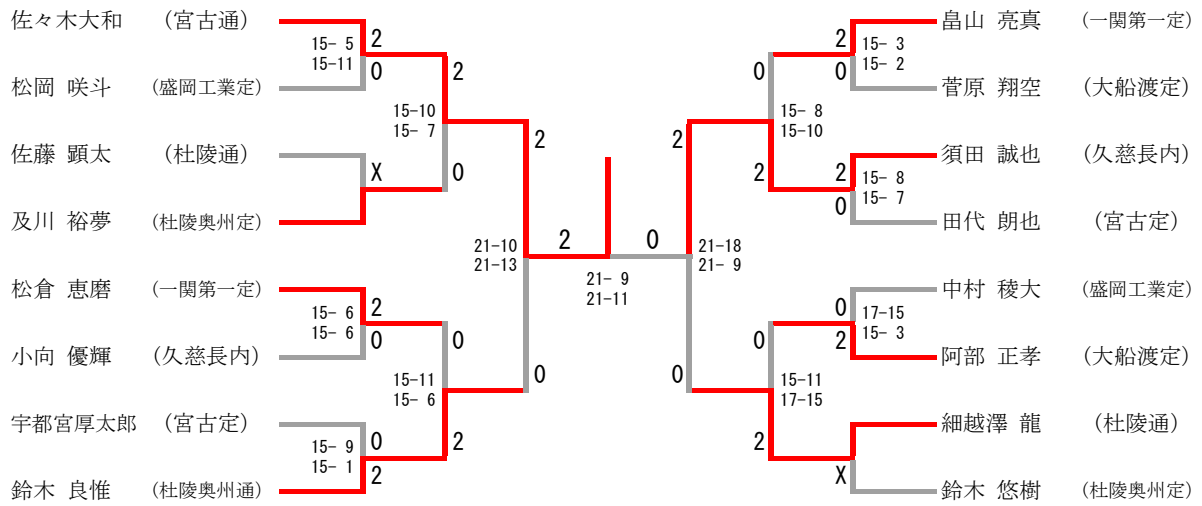 佐々木大和 (宮古通)
15- 5
15-11
2
0
松岡 咲斗 (盛岡工業定)
2
15-10
15- 7
0
佐藤 顕太 (杜陵通)
X
及川 裕夢 (杜陵奥州定)
2
21-10
21-13
0
松倉 恵磨 (一関第一定)
15- 6
15- 6
2
0
小向 優輝 (久慈長内)
0
15-11
15- 6
2
宇都宮厚太郎 (宮古定)
15- 9
15- 1
0
2
鈴木 良惟 (杜陵奥州通)
2
0
21- 9
21-11
畠山 亮真 (一関第一定)
2
0
15- 3
15- 2
菅原 翔空 (大船渡定)
0
15- 8
15-10
2
須田 誠也 (久慈長内)
2
0
15- 8
15- 7
田代 朗也 (宮古定)
2
21-18
21- 9
0
中村 稜大 (盛岡工業定)
0
2
17-15
15- 3
阿部 正孝 (大船渡定)
0
15-11
17-15
2
細越澤 龍 (杜陵通)
X
鈴木 悠樹 (杜陵奥州定)